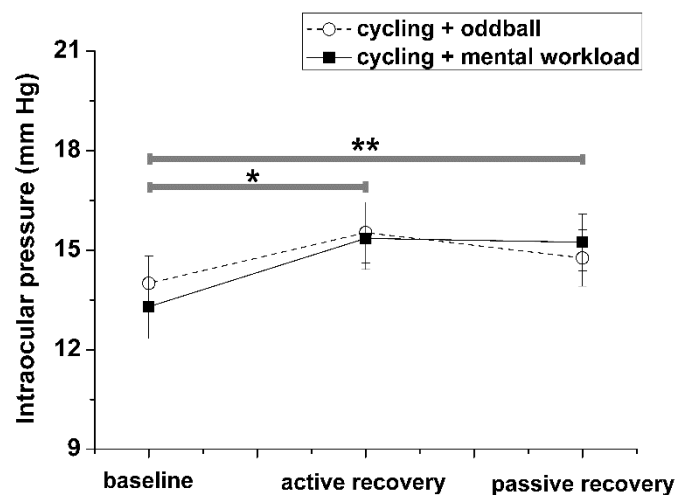 cycling + oddball
cycling + mental workload
Intraocular pressure (mm Hg)
21
18
15
12
9
**
*
baseline
active recovery
passive recovery